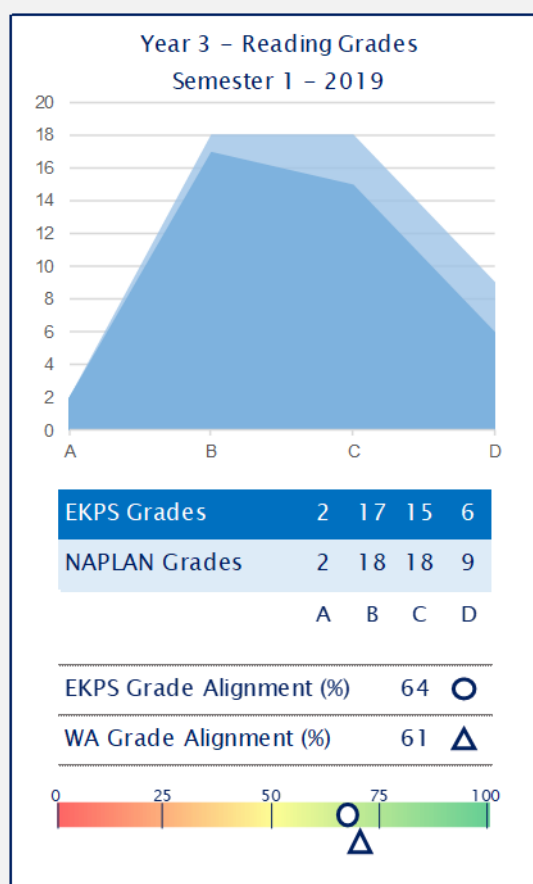 Year 3 – Reading Grades
Semester 1 – 2019
20
18
16
14
12
10
8
6
4
2
0
A B C D
EKPS Grades 2 17 15 6
NAPLAN Grades 2 18 18 9
A B C D
EKPS Grade Alignment (%) 64
WA Grade Alignment (%) 61
0 25 50 75 100